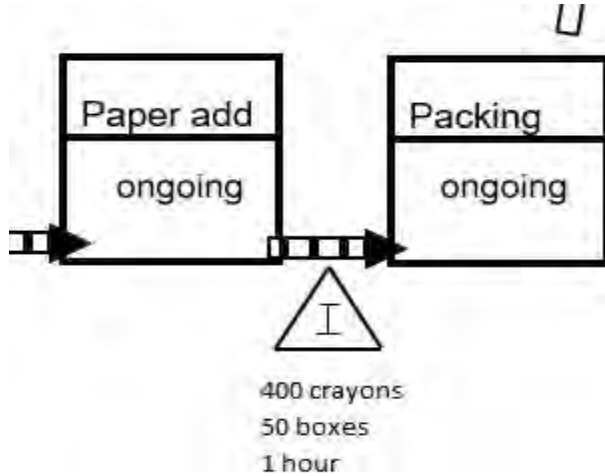 Paper add
ongoing
Packing
ongoing
I
400 crayons
50 boxes
1 hour